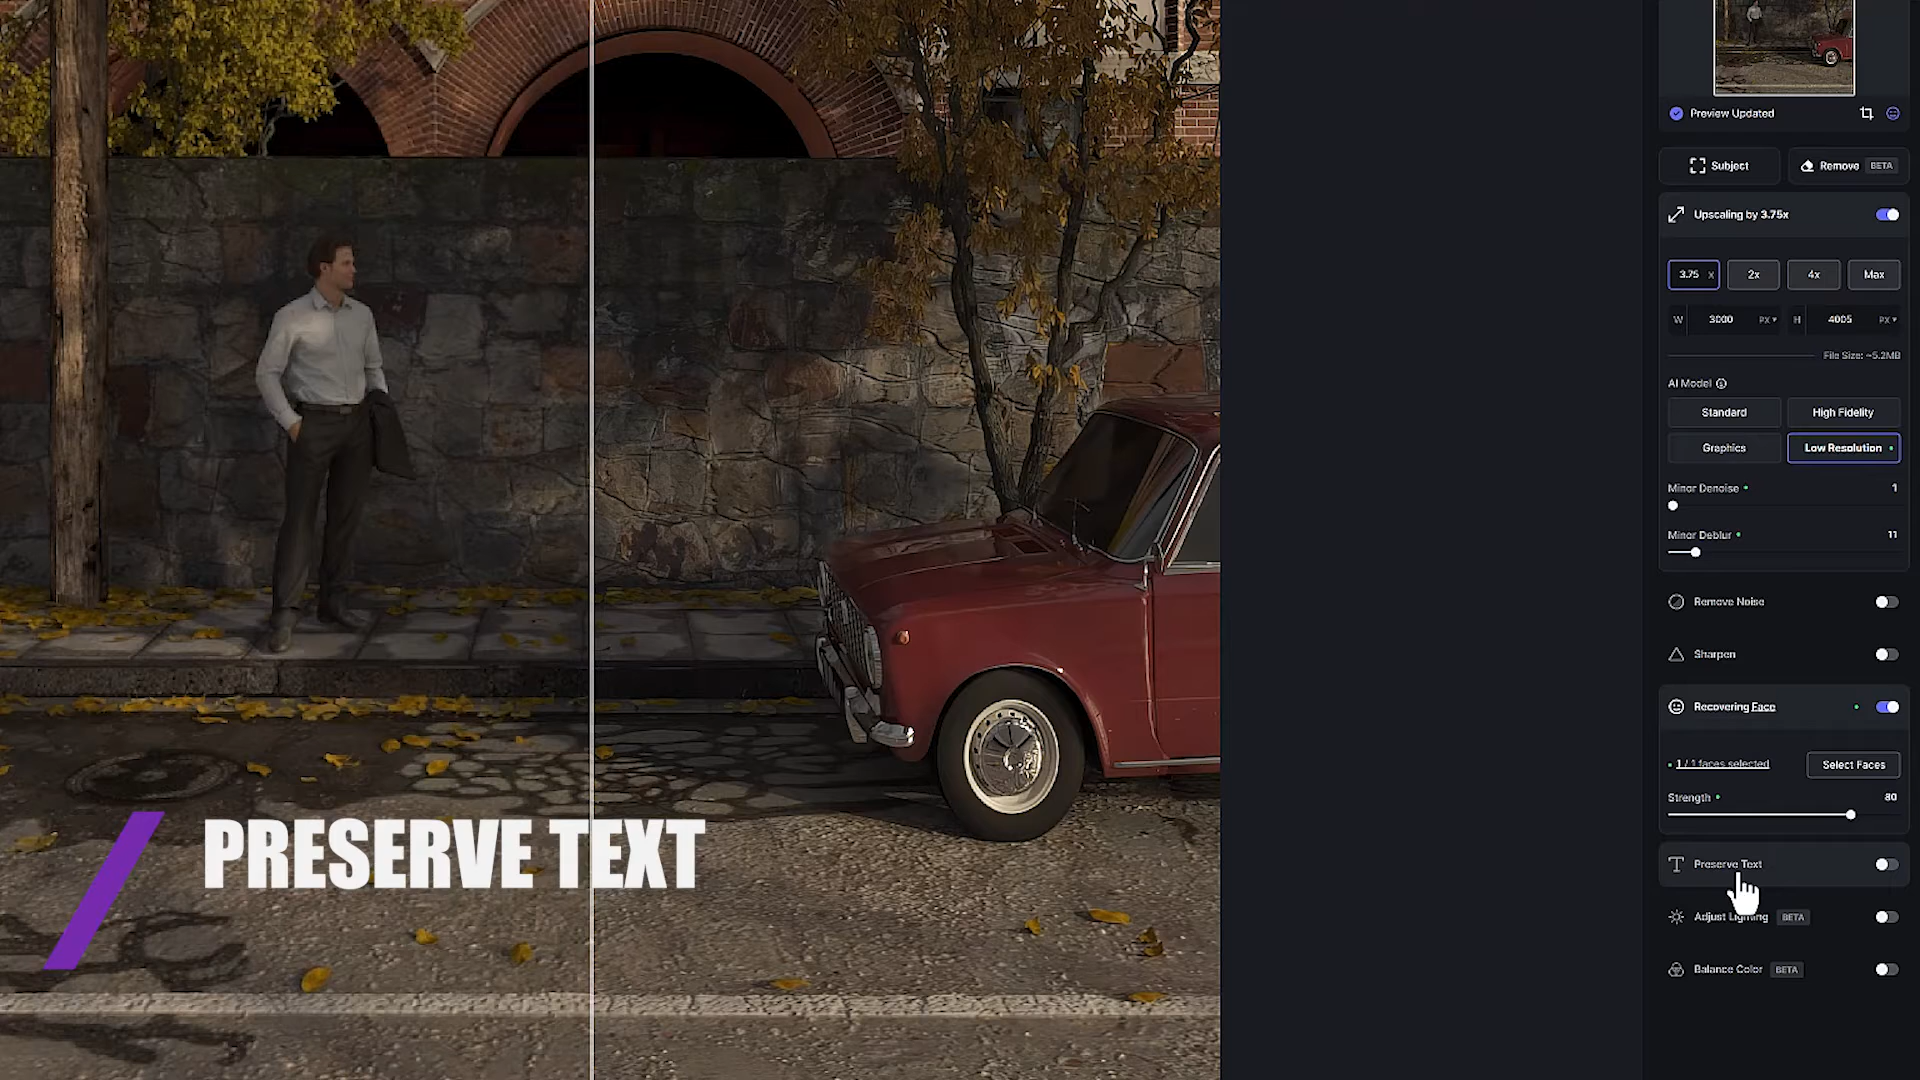 Preview Updated
Subject
Remove BETA
Upscaling by 3.75x
3.75 x 2x 4x Max
W 3000 PX H 4005 PX
File Size: ~5.2MB
AI Model
Standard High Fidelity
Graphics Low Resolution
Minor Denoise 1
Minor Deblur 11
Remove Noise
Sharpen
Recovering Face
1 / 1 faces selected Select Faces
Strength 80
PRESERVE TEXT
Preserve Text
Adjust Lighting BETA
Balance Color BETA